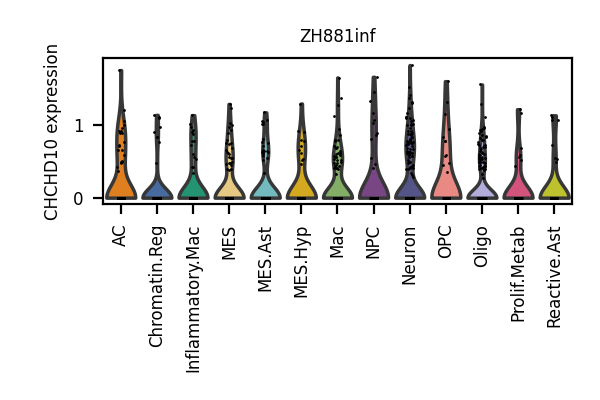 ZH881inf
CHCHD10 expression
1
0
AC
Chromatin.Reg
Inflammatory.Mac
MES
MES.Ast
MES.Hyp
Mac
NPC
Neuron
OPC
Oligo
Prolif.Metab
Reactive.Ast